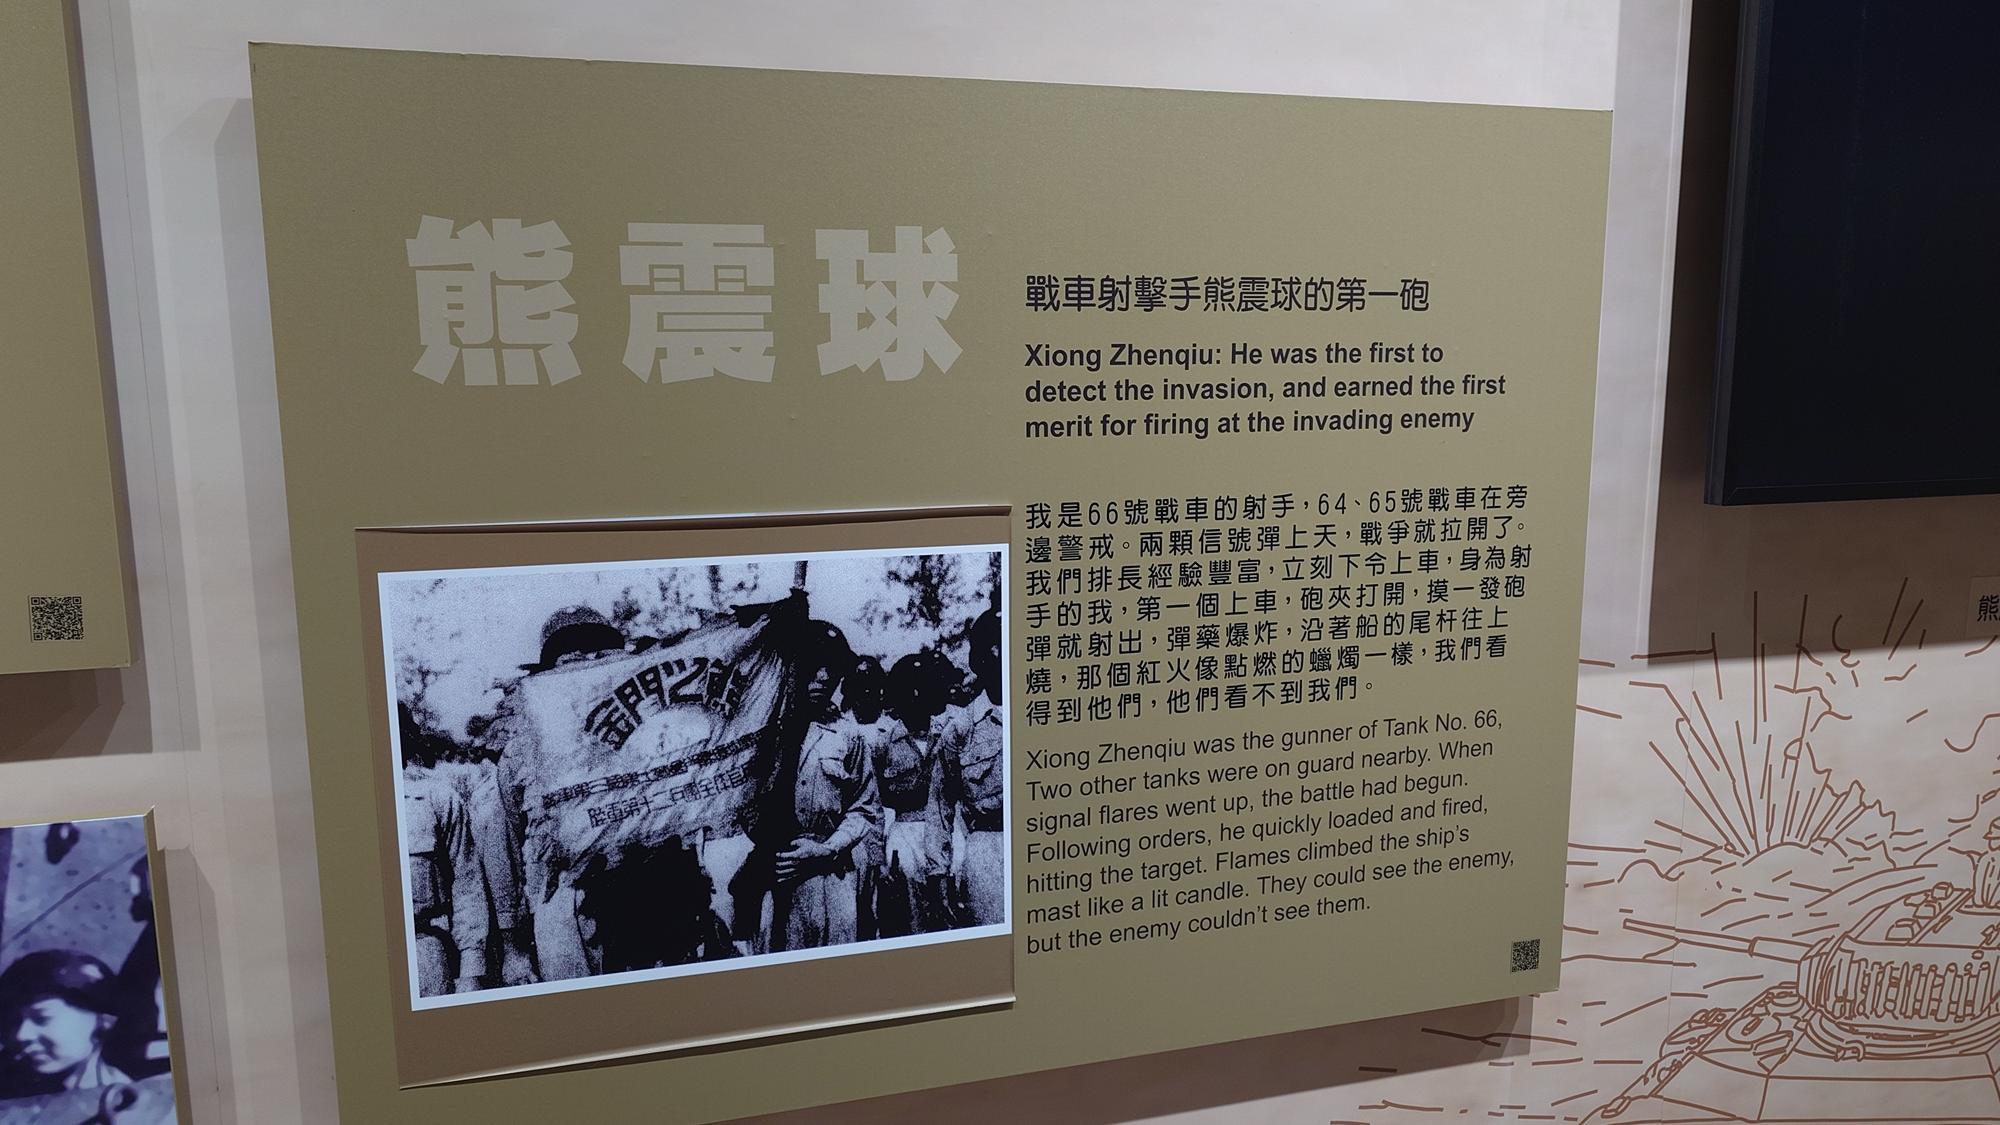 熊震球
戰車射擊手熊震球的第一砲
Xiong Zhenqiu: He was the first to
detect the invasion, and earned the first
merit for firing at the invading enemy
我是66號戰車的射手，64、65號戰車在旁
邊警戒。兩顆信號彈上天，戰爭就拉開了。
我們排長經驗豐富，立刻下令上車，身為射
手的我，第一個上車，砲夾打開，摸一發砲
彈就射出，彈藥爆炸，沿著船的尾杆往上
燒，那個紅火像點燃的蠟燭一樣，我們看
得到他們，他們看不到我們。
Xiong Zhenqiu was the gunner of Tank No. 66,
Two other tanks were on guard nearby. When
signal flares went up, the battle had begun.
Following orders, he quickly loaded and fired,
hitting the target. Flames climbed the ship's
mast like a lit candle. They could see the enemy,
but the enemy couldn't see them.
金門之熊
熊